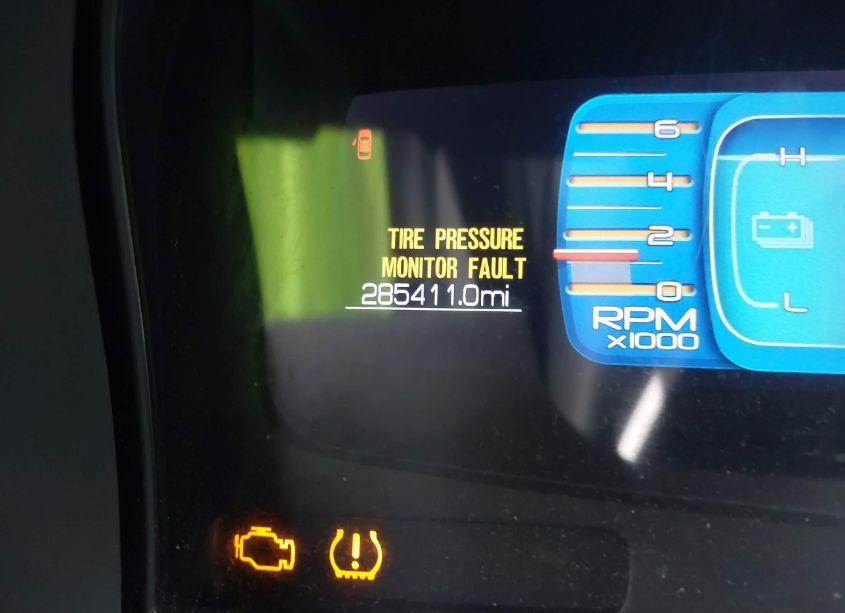 TIRE PRESSURE
MONITOR FAULT
285411.0mi
6
4
2
0
RPM
x1000
H
L